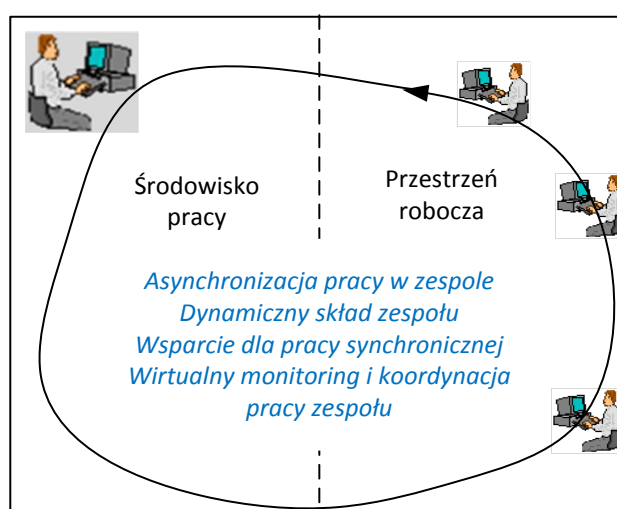 Środowisko
pracy
Przestrzeń
robocza
Asynchronizacja pracy w zespole
Dynamiczny skład zespołu
Wsparcie dla pracy synchronicznej
Wirtualny monitoring i koordynacja
pracy zespołu